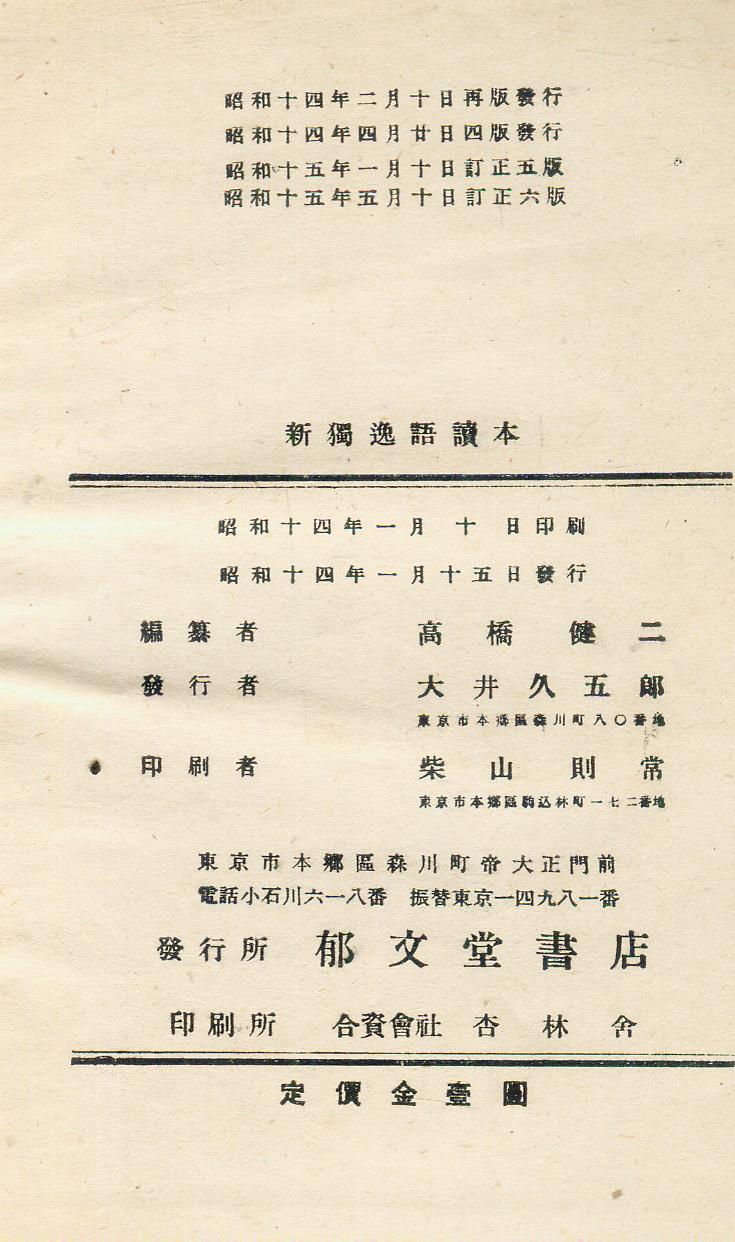 昭和十四年二月十日再版發行
昭和十四年四月廿日四版發行
昭和十五年一月十日訂正五版
昭和十五年五月十日訂正六版
新獨逸語讀本
昭和十四年一月十日印刷
昭和十四年一月十五日發行
編纂者 高橋健二
發行者 大井久五郎
東京市本鄕區森川町八〇番地
印刷者 柴山則常
東京市本鄕區駒込林町一七二番地
東京市本鄕區森川町帝大正門前
電話小石川六一八番 振替東京一四九八一番
發行所 郁文堂書店
印刷所 合資會社 杏林舍
定價金壹圓